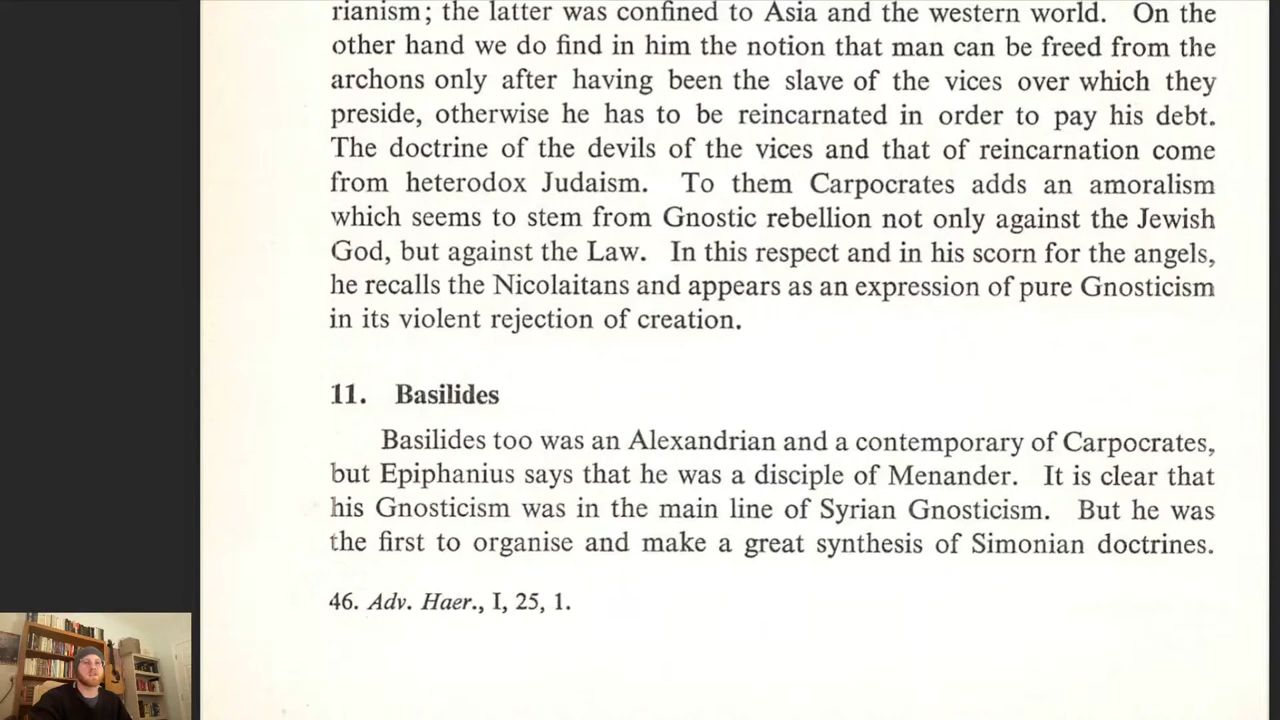 rianism; the latter was confined to Asia and the western world. On the
other hand we do find in him the notion that man can be freed from the
archons only after having been the slave of the vices over which they
preside, otherwise he has to be reincarnated in order to pay his debt.
The doctrine of the devils of the vices and that of reincarnation come
from heterodox Judaism. To them Carpocrates adds an amoralism
which seems to stem from Gnostic rebellion not only against the Jewish
God, but against the Law. In this respect and in his scorn for the angels,
he recalls the Nicolaitans and appears as an expression of pure Gnosticism
in its violent rejection of creation.
11. Basilides
Basilides too was an Alexandrian and a contemporary of Carpocrates,
but Epiphanius says that he was a disciple of Menander. It is clear that
his Gnosticism was in the main line of Syrian Gnosticism. But he was
the first to organise and make a great synthesis of Simonian doctrines.
46. Adv. Haer., I, 25, 1.